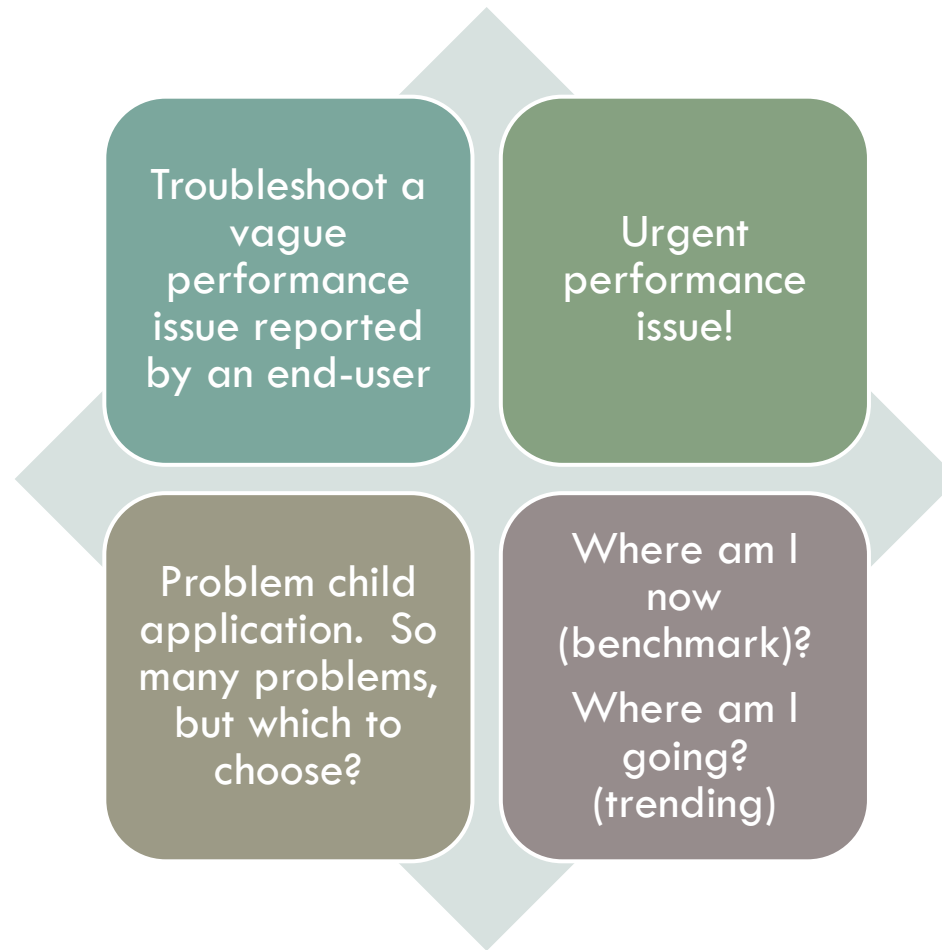 Troubleshoot a
vague
performance
issue reported
by an end-user
Urgent
performance
issue!
Problem child
application.  So
many problems,
but which to
choose?
Where am I
now
(benchmark)?
Where am I
going?
(trending)